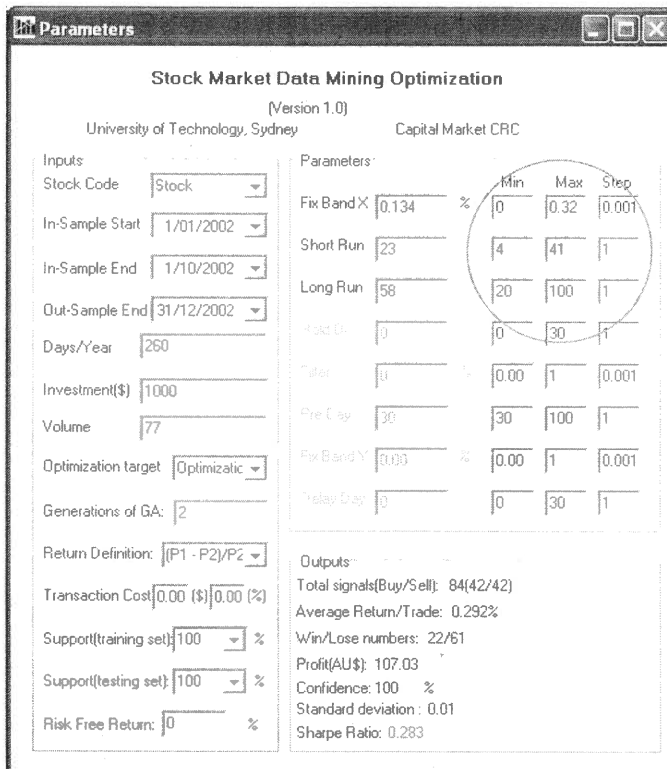 Parameters
Stock Market Data Mining Optimization
(Version 1.0)
University of Technology, Sydney Capital Market CRC
Inputs
Stock Code Stock
In-Sample Start 1/01/2002
In-Sample End 1/10/2002
Out-Sample End 31/12/2002
Days/Year 260
Investment($) 1000
Volume 77
Optimization target Optimizatic
Generations of GA: 2
Return Definition: (P1 - P2)/P2
Transaction Cost 0.00 ($) 0.00 (%)
Support(training set): 100 %
Support(testing set): 100 %
Risk Free Return: 0 %
Parameters
Min Max Step
Fix Band X 0.134 % 0 0.32 0.001
Short Run 23 4 41 1
Long Run 58 20 100 1
0 0 30 1
0 % 0.00 1 0.001
Pre Day 30 30 100 1
Fix Band Y 0.00 % 0.00 1 0.001
Delay Day 0 0 30 1
Outputs
Total signals(Buy/Sell): 84(42/42)
Average Return/Trade: 0.292%
Win/Lose numbers: 22/61
Profit(AU$): 107.03
Confidence: 100 %
Standard deviation : 0.01
Sharpe Ratio: 0.283